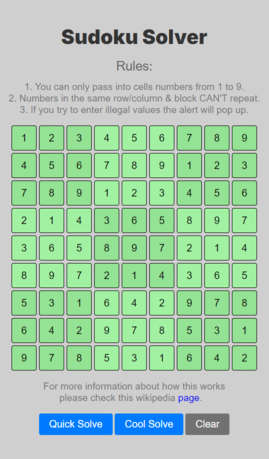 Sudoku Solver
Rules:
1. You can only pass into cells numbers from 1 to 9.
2. Numbers in the same row/column & block CAN'T repeat.
3. If you try to enter illegal values the alert will pop up.
1 2 3 4 5 6 7 8 9
4 5 6 7 8 9 1 2 3
7 8 9 1 2 3 4 5 6
2 1 4 3 6 5 8 9 7
3 6 5 8 9 7 2 1 4
8 9 7 2 1 4 3 6 5
5 3 1 6 4 2 9 7 8
6 4 2 9 7 8 5 3 1
9 7 8 5 3 1 6 4 2
For more information about how this works
please check this wikipedia page.
Quick Solve Cool Solve Clear